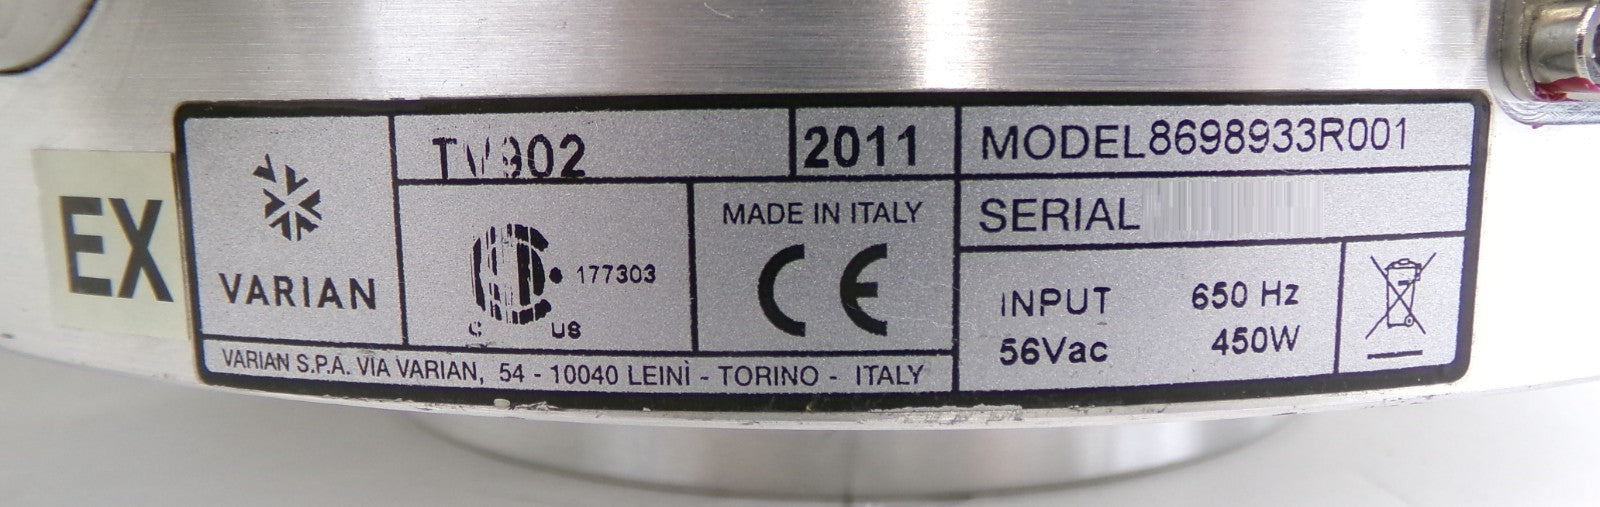 EX
VARIAN
TV902
2011
MODEL8698933R001
SERIAL
177303
C US
MADE IN ITALY
CE
INPUT 650 Hz
56Vac 450W
VARIAN S.P.A. VIA VARIAN, 54 - 10040 LEINÌ - TORINO - ITALY